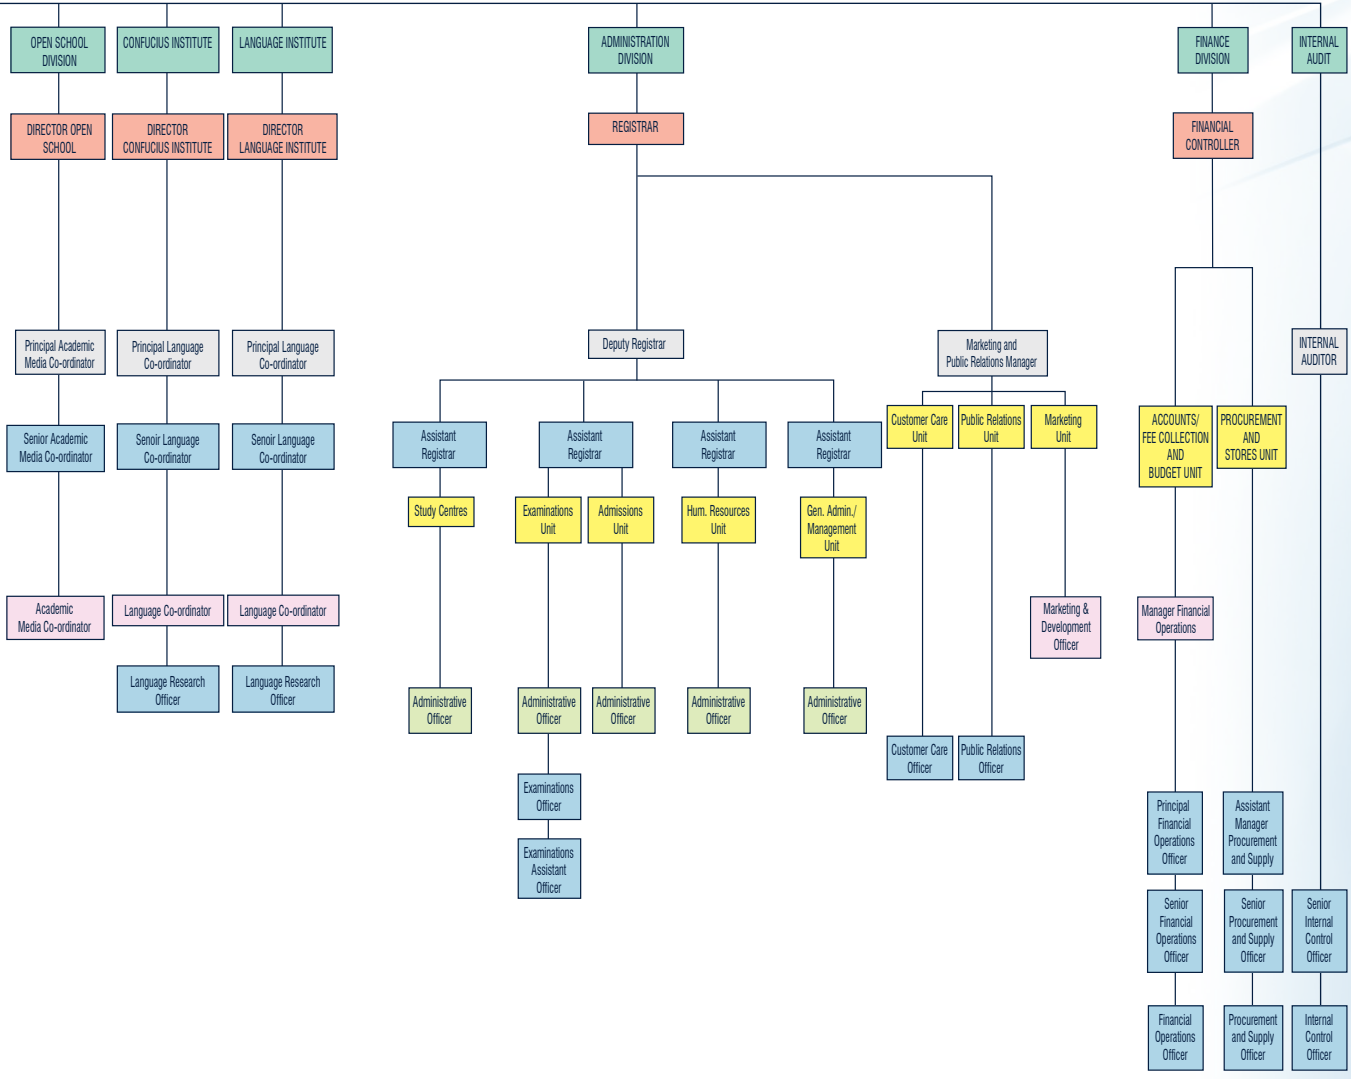 OPEN SCHOOL
DIVISION
CONFUCIUS INSTITUTE
LANGUAGE INSTITUTE
ADMINISTRATION
DIVISION
FINANCE
DIVISION
INTERNAL
AUDIT
DIRECTOR OPEN
SCHOOL
DIRECTOR
CONFUCIUS INSTITUTE
DIRECTOR
LANGUAGE INSTITUTE
REGISTRAR
FINANCIAL
CONTROLLER
Principal Academic
Media Co-ordinator
Principal Language
Co-ordinator
Principal Language
Co-ordinator
Deputy Registrar
Marketing and
Public Relations Manager
INTERNAL
AUDITOR
Senior Academic
Media Co-ordinator
Senoir Language
Co-ordinator
Senoir Language
Co-ordinator
Assistant
Registrar
Assistant
Registrar
Assistant
Registrar
Assistant
Registrar
Customer Care
Unit
Public Relations
Unit
Marketing
Unit
ACCOUNTS/
FEE COLLECTION
AND
BUDGET UNIT
PROCUREMENT
AND
STORES UNIT
Study Centres
Examinations
Unit
Admissions
Unit
Hum. Resources
Unit
Gen. Admin./
Management
Unit
Academic
Media Co-ordinator
Language Co-ordinator
Language Co-ordinator
Marketing &
Development
Officer
Manager Financial
Operations
Language Research
Officer
Language Research
Officer
Administrative
Officer
Administrative
Officer
Administrative
Officer
Administrative
Officer
Administrative
Officer
Customer Care
Officer
Public Relations
Officer
Examinations
Officer
Examinations
Assistant
Officer
Principal
Financial
Operations
Officer
Assistant
Manager
Procurement
and Supply
Senior
Financial
Operations
Officer
Senior
Procurement
and Supply
Officer
Senior
Internal
Control
Officer
Financial
Operations
Officer
Procurement
and Supply
Officer
Internal
Control
Officer